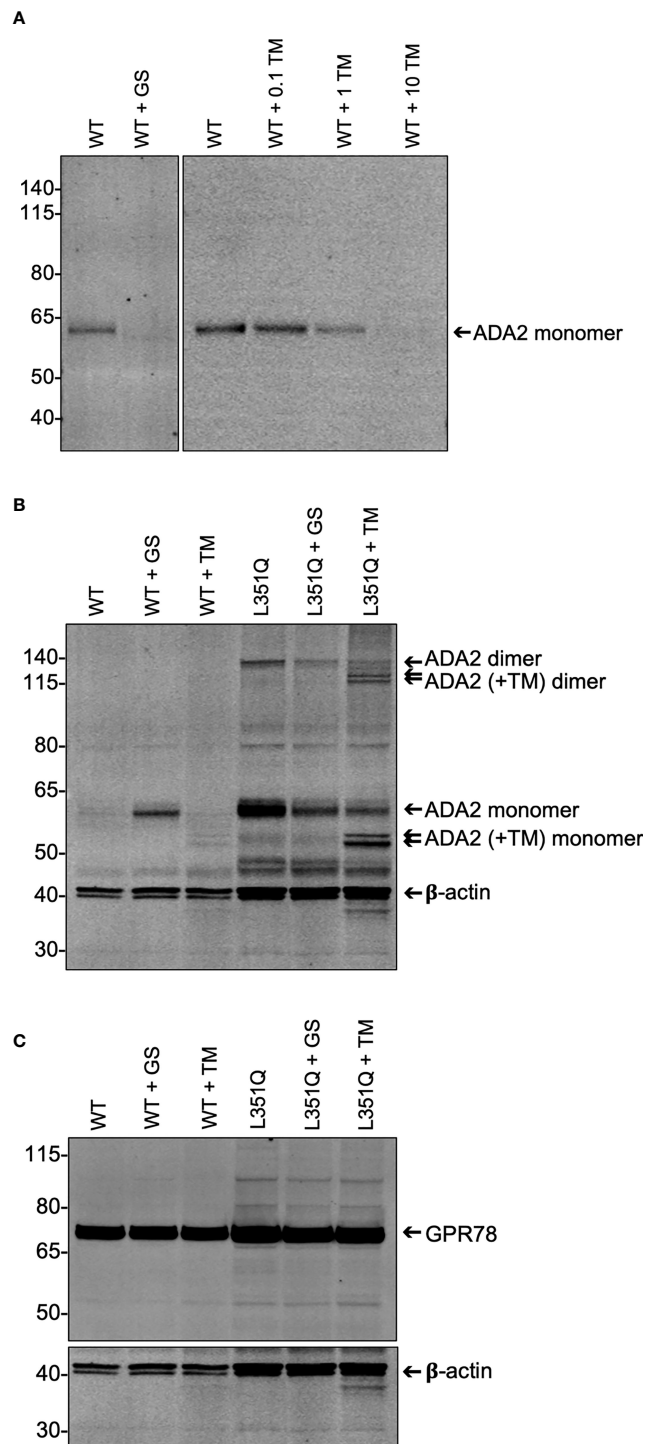 A
WT
WT + GS
WT
WT + 0.1 TM
WT + 1 TM
WT + 10 TM
140-
115-
80-
65-
50-
40-
←ADA2 monomer
B
WT
WT + GS
WT + TM
L351Q
L351Q + GS
L351Q + TM
140-
115-
80-
65-
50-
40-
30-
←ADA2 dimer
←ADA2 (+TM) dimer
←ADA2 monomer
←ADA2 (+TM) monomer
←β-actin
C
WT
WT + GS
WT + TM
L351Q
L351Q + GS
L351Q + TM
115-
80-
65-
50-
←GPR78
40-
30-
←β-actin